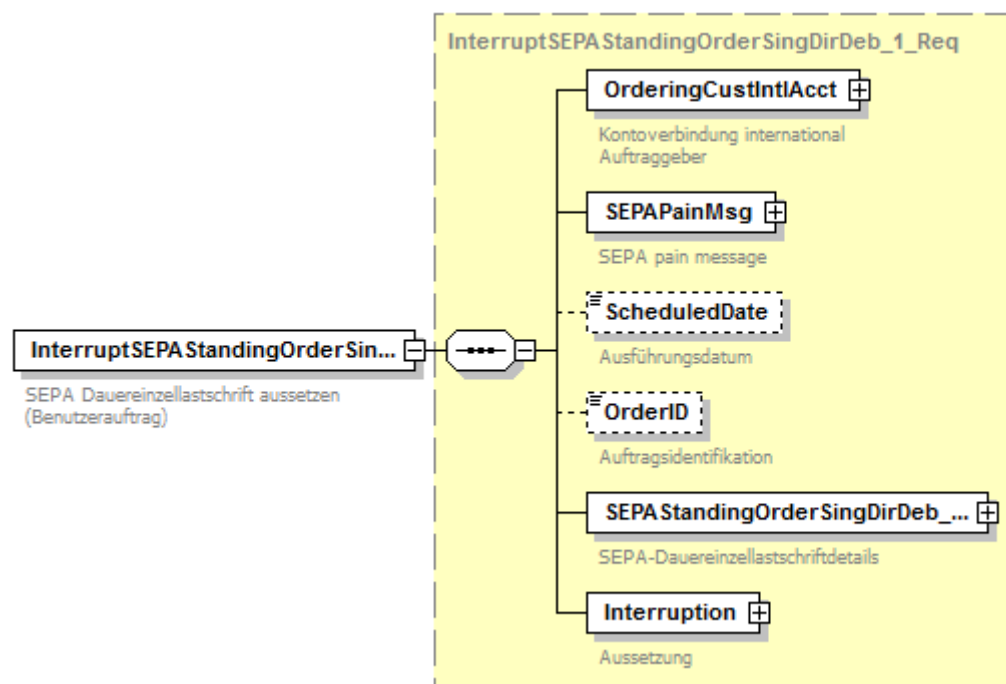 InterruptSEPAStandingOrderSingDirDeb_1_Req
OrderingCustIntlAcct
Kontoverbindung international
Auftraggeber
SEPAPainMsg
SEPA pain message
ScheduledDate
Ausführungsdatum
InterruptSEPAStandingOrderSin...
SEPA Dauereinzellastschrift aussetzen
(Benutzerauftrag)
OrderID
Auftragsidentifikation
SEPAStandingOrderSingDirDeb_...
SEPA-Dauereinzellastschriftdetails
Interruption
Aussetzung